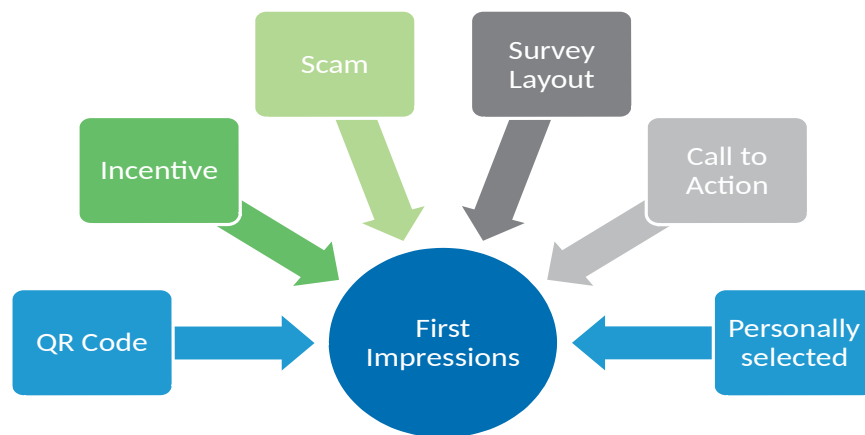 Scam
Survey
Layout
Incentive
Call to
Action
QR Code
First
Impressions
Personally
selected